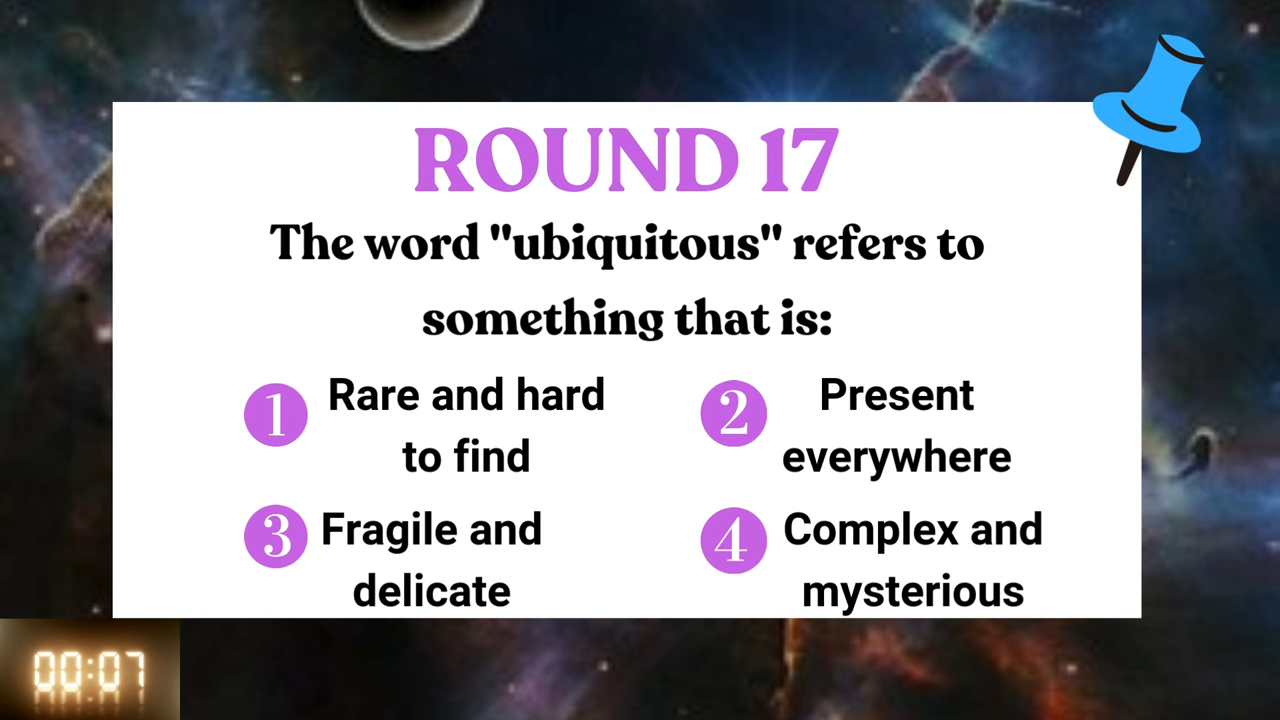 ROUND 17
The word "ubiquitous" refers to
something that is:
1 Rare and hard
to find
2 Present
everywhere
3 Fragile and
delicate
4 Complex and
mysterious
00:07